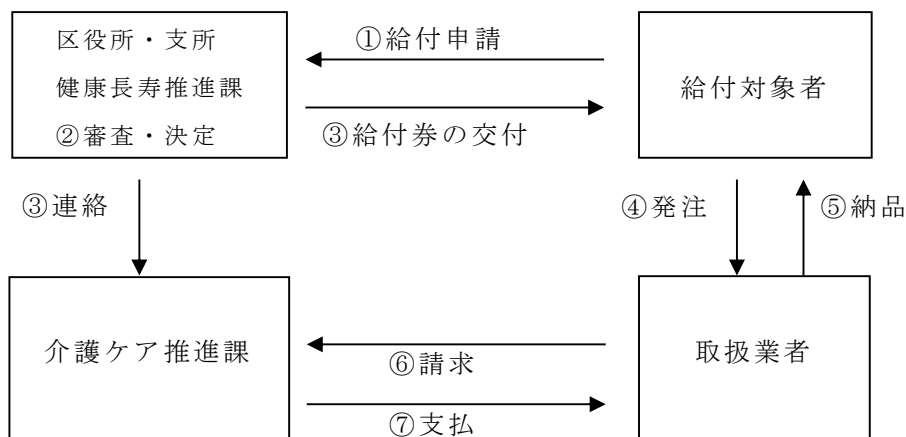 区役所・支所
健康長寿推進課
②審査・決定
①給付申請
③給付券の交付
給付対象者
③連絡
④発注
⑤納品
介護ケア推進課
⑥請求
⑦支払
取扱業者